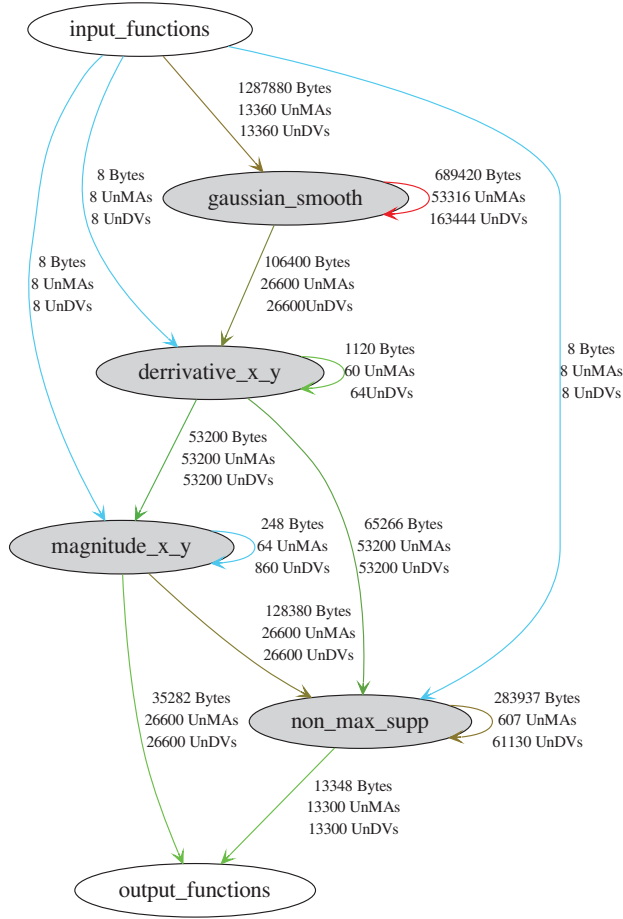 input_functions
1287880 Bytes
13360 UnMAs
13360 UnDVs
8 Bytes
8 UnMAs
8 UnDVs
gaussian_smooth
689420 Bytes
53316 UnMAs
163444 UnDVs
8 Bytes
8 UnMAs
8 UnDVs
106400 Bytes
26600 UnMAs
26600UnDVs
derrivative_x_y
1120 Bytes
60 UnMAs
64UnDVs
8 Bytes
8 UnMAs
8 UnDVs
53200 Bytes
53200 UnMAs
53200 UnDVs
magnitude_x_y
248 Bytes
64 UnMAs
860 UnDVs
65266 Bytes
53200 UnMAs
53200 UnDVs
128380 Bytes
26600 UnMAs
26600 UnDVs
35282 Bytes
26600 UnMAs
26600 UnDVs
non_max_supp
283937 Bytes
607 UnMAs
61130 UnDVs
13348 Bytes
13300 UnMAs
13300 UnDVs
output_functions